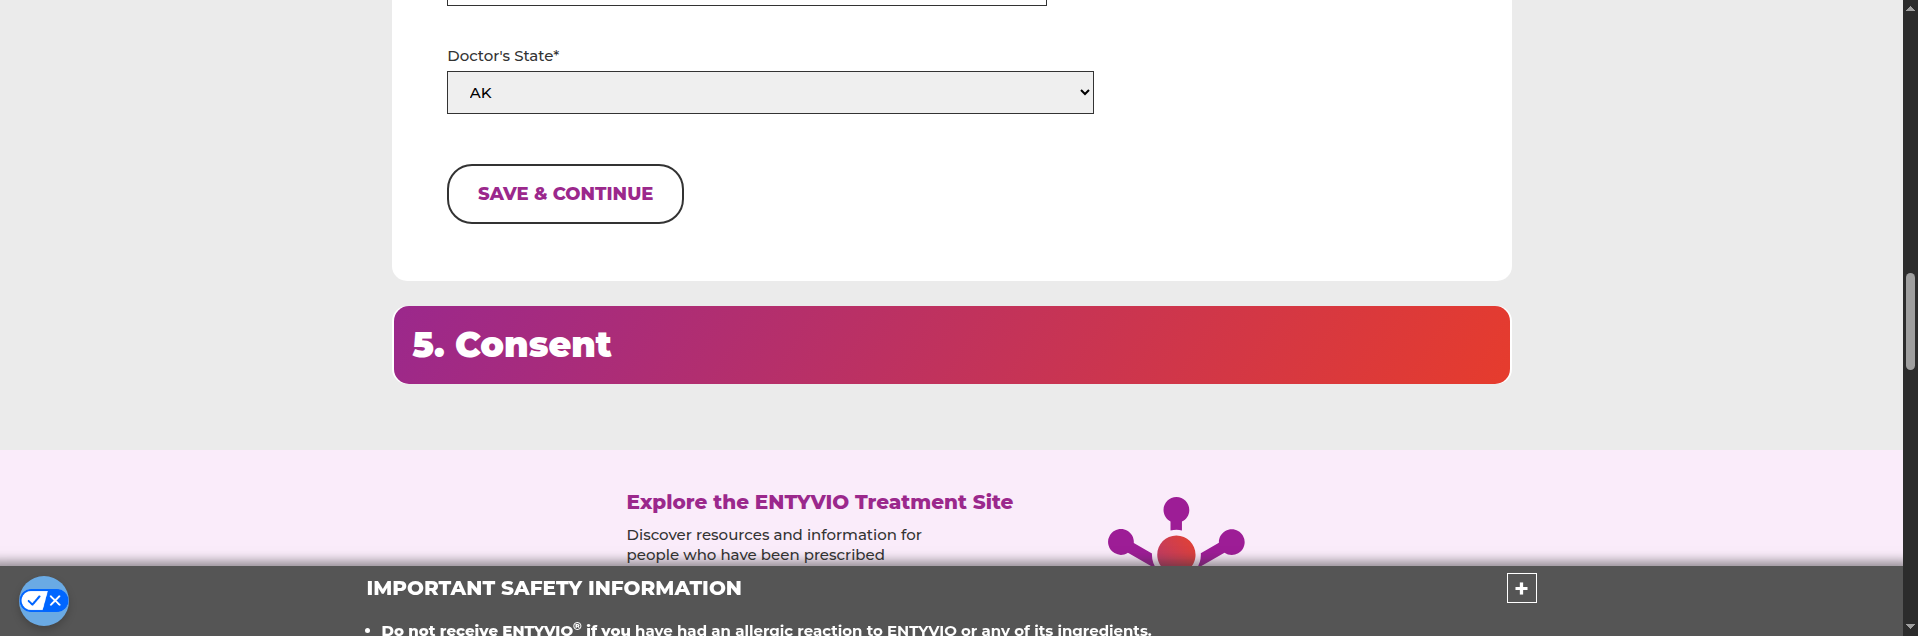 Doctor's State*
AK
SAVE & CONTINUE
5. Consent
Explore the ENTYVIO Treatment Site
Discover resources and information for
people who have been prescribed
IMPORTANT SAFETY INFORMATION
• Do not receive ENTYVIO® if you have had an allergic reaction to ENTYVIO or any of its ingredients.